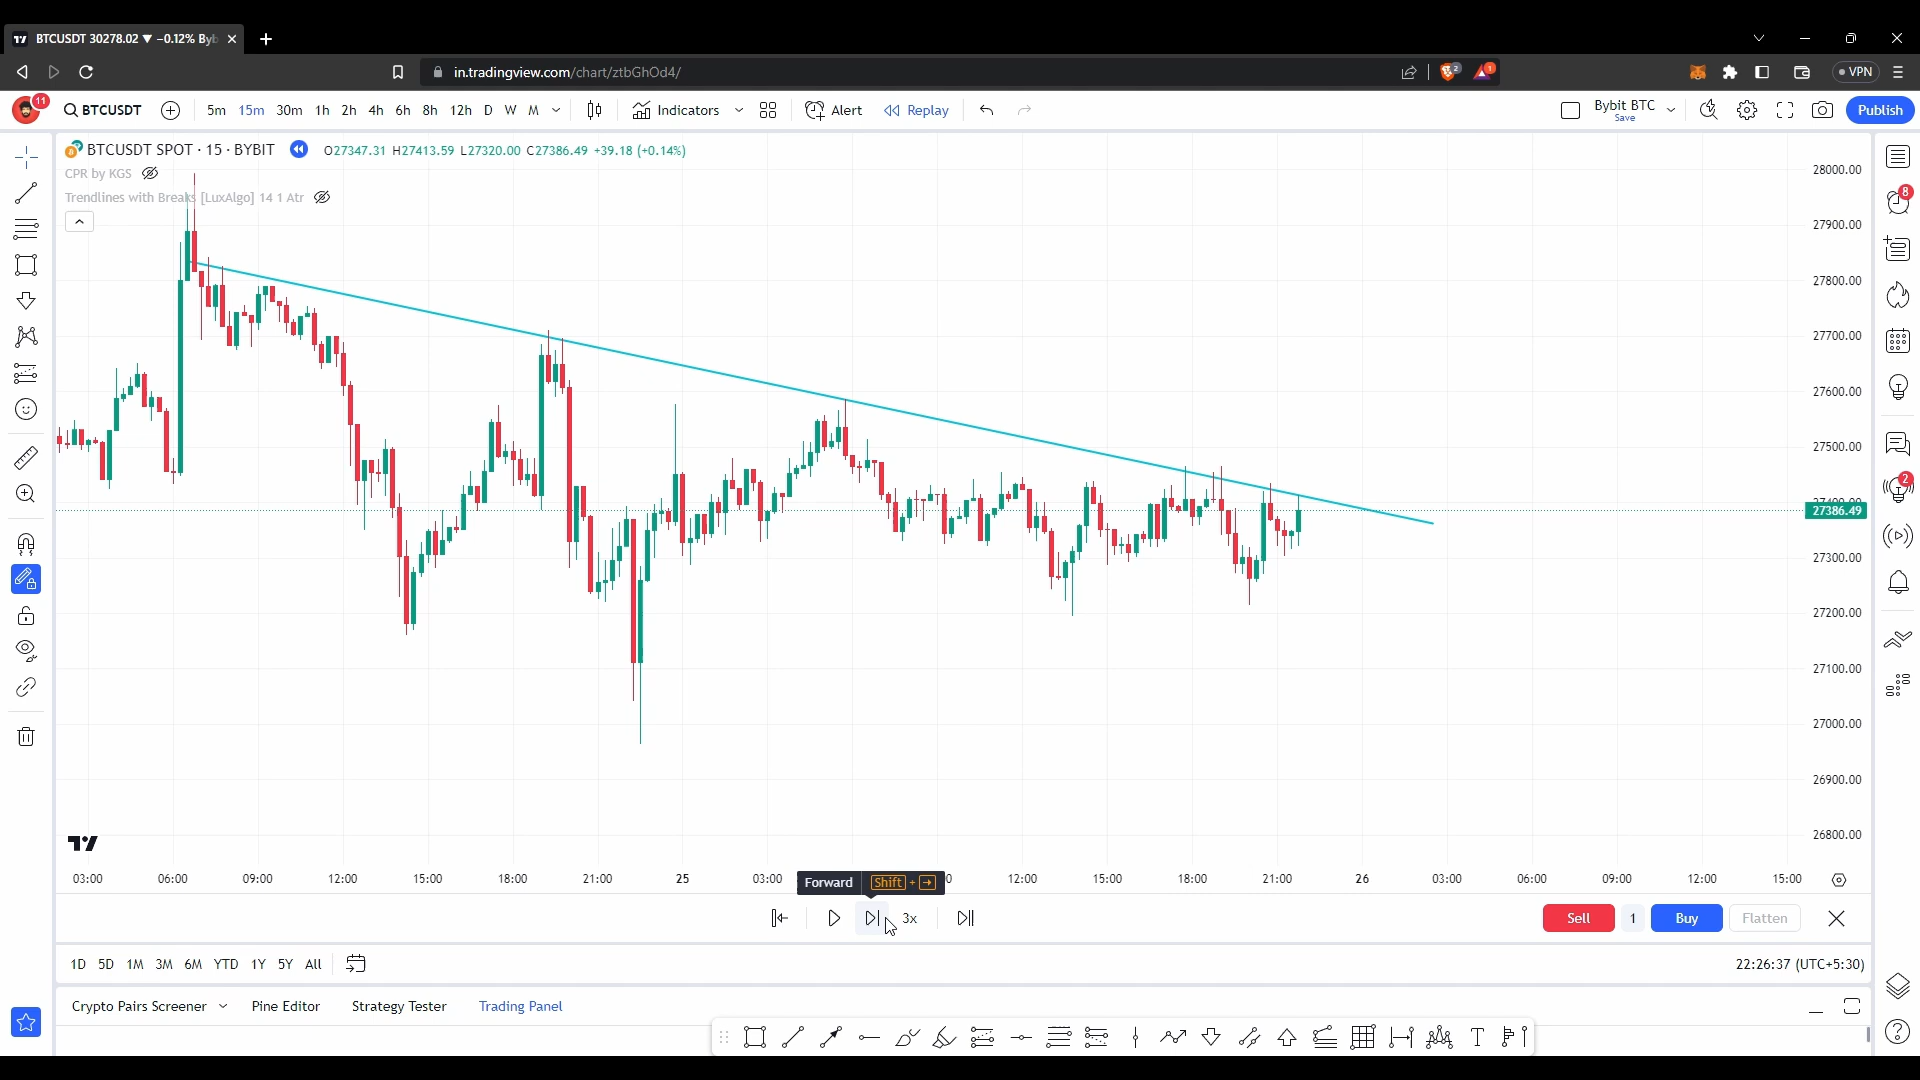 BTCUSDT 30278.02 ▼ −0.12% Byb
in.tradingview.com/chart/ztbGhOd4/
2
1
VPN
11
BTCUSDT
5m 15m 30m 1h 2h 4h 6h 8h 12h D W M
Indicators
Alert
Replay
Bybit BTC
Save
Publish
BTCUSDT SPOT · 15 · BYBIT
O27347.31 H27413.59 L27320.00 C27386.49 +39.18 (+0.14%)
CPR by KGS
Trendlines with Breaks [LuxAlgo] 14 1 Atr
28000.00
27900.00
27800.00
27700.00
27600.00
27500.00
27400.00
27386.49
27300.00
27200.00
27100.00
27000.00
26900.00
26800.00
8
2
03:00 06:00 09:00 12:00 15:00 18:00 21:00 25 03:00 12:00 15:00 18:00 21:00 26 03:00 06:00 09:00 12:00 15:00
Forward Shift + →
3x
Sell 1 Buy Flatten
1D 5D 1M 3M 6M YTD 1Y 5Y All
22:26:37 (UTC+5:30)
Crypto Pairs Screener Pine Editor Strategy Tester Trading Panel